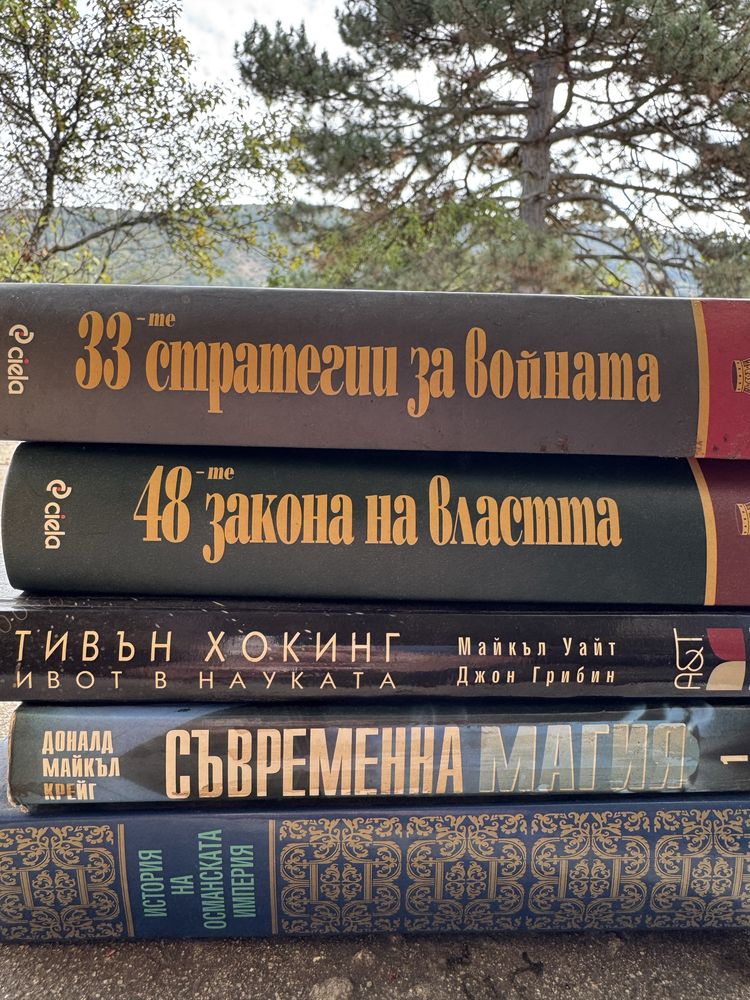 ciela
33-те стратегии за войната
ciela
48-те закона на властта
ТИВЪН ХОКИНГ
ИВОТ В НАУКАТА
Майкъл Уайт
Джон Грибин
ДОНАЛД
МАЙКЪЛ
КРЕЙГ
СЪВРЕМЕННА МАГИЯ
1
ИСТОРИЯ
НА
ОСМАНСКАТА
ИМПЕРИЯ